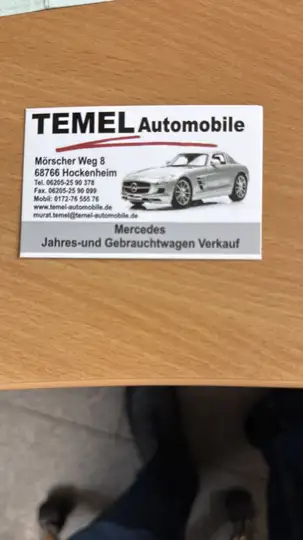 TEMEL Automobile
Mörscher Weg 8
68766 Hockenheim
Tel. 06205-25 90 378
Fax. 06205-25 90 099
Mobil: 0172-76 555 76
www.temel-automobile.de
murat.temel@temel-automobile.de
Mercedes
Jahres-und Gebrauchtwagen Verkauf